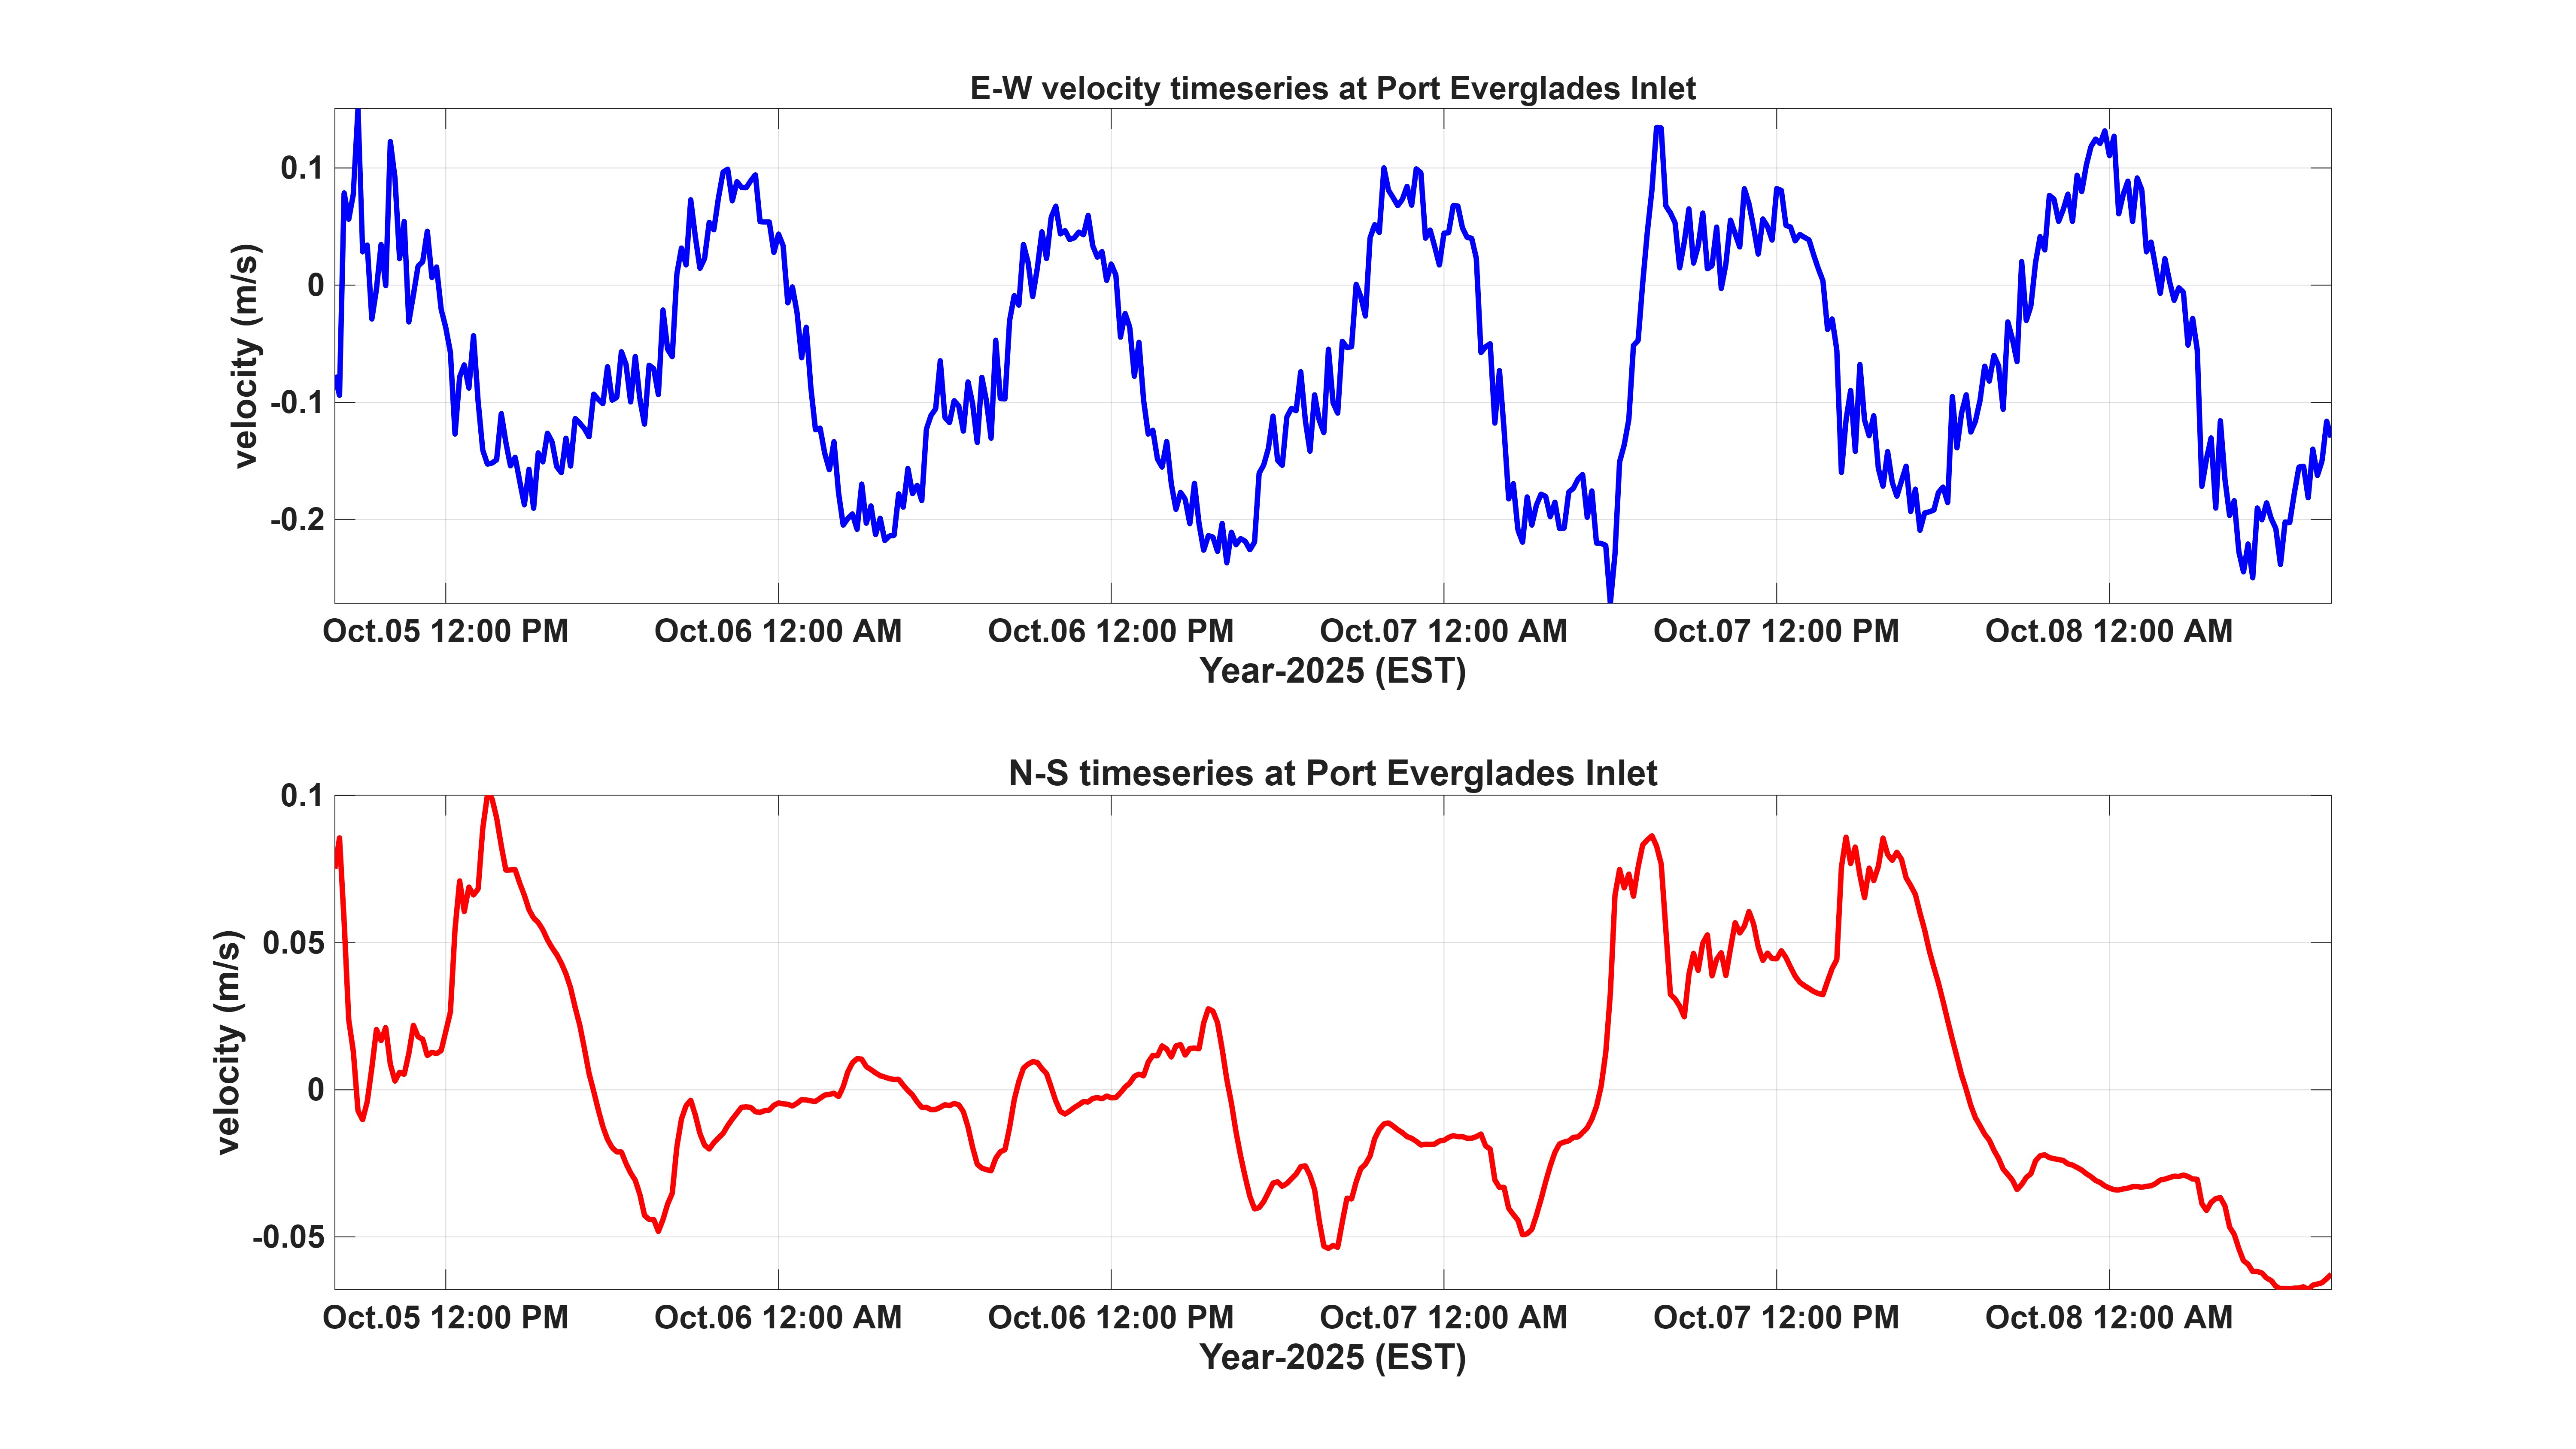 E-W velocity timeseries at Port Everglades Inlet
velocity (m/s)
0.1
0
-0.1
-0.2
Oct.05 12:00 PM
Oct.06 12:00 AM
Oct.06 12:00 PM
Oct.07 12:00 AM
Oct.07 12:00 PM
Oct.08 12:00 AM
Year-2025 (EST)
N-S timeseries at Port Everglades Inlet
velocity (m/s)
0.1
0.05
0
-0.05
Oct.05 12:00 PM
Oct.06 12:00 AM
Oct.06 12:00 PM
Oct.07 12:00 AM
Oct.07 12:00 PM
Oct.08 12:00 AM
Year-2025 (EST)